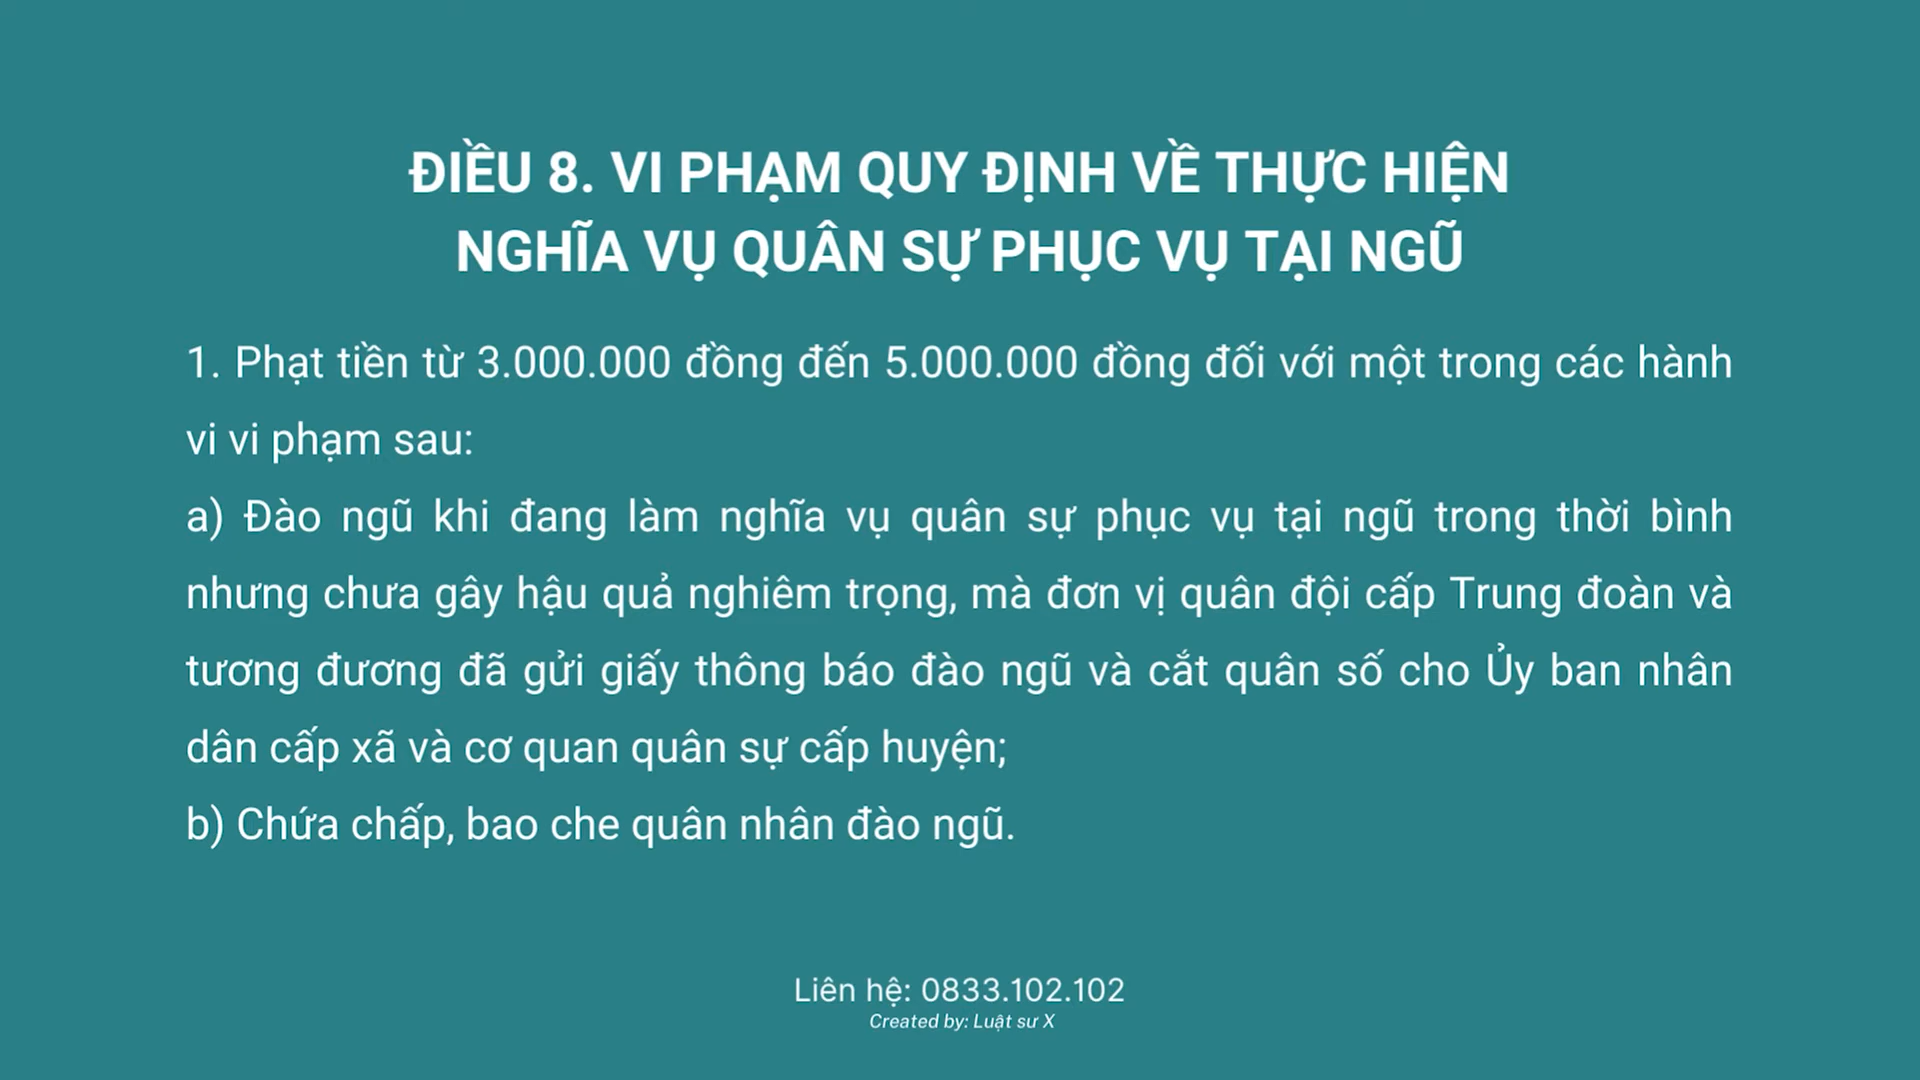 ĐIỀU 8. VI PHẠM QUY ĐỊNH VỀ THỰC HIỆN
NGHĨA VỤ QUÂN SỰ PHỤC VỤ TẠI NGŨ
1. Phạt tiền từ 3.000.000 đồng đến 5.000.000 đồng đối với một trong các hành
vi vi phạm sau:
a) Đào ngũ khi đang làm nghĩa vụ quân sự phục vụ tại ngũ trong thời bình
nhưng chưa gây hậu quả nghiêm trọng, mà đơn vị quân đội cấp Trung đoàn và
tương đương đã gửi giấy thông báo đào ngũ và cắt quân số cho Ủy ban nhân
dân cấp xã và cơ quan quân sự cấp huyện;
b) Chứa chấp, bao che quân nhân đào ngũ.
Liên hệ: 0833.102.102
Created by: Luật sư X